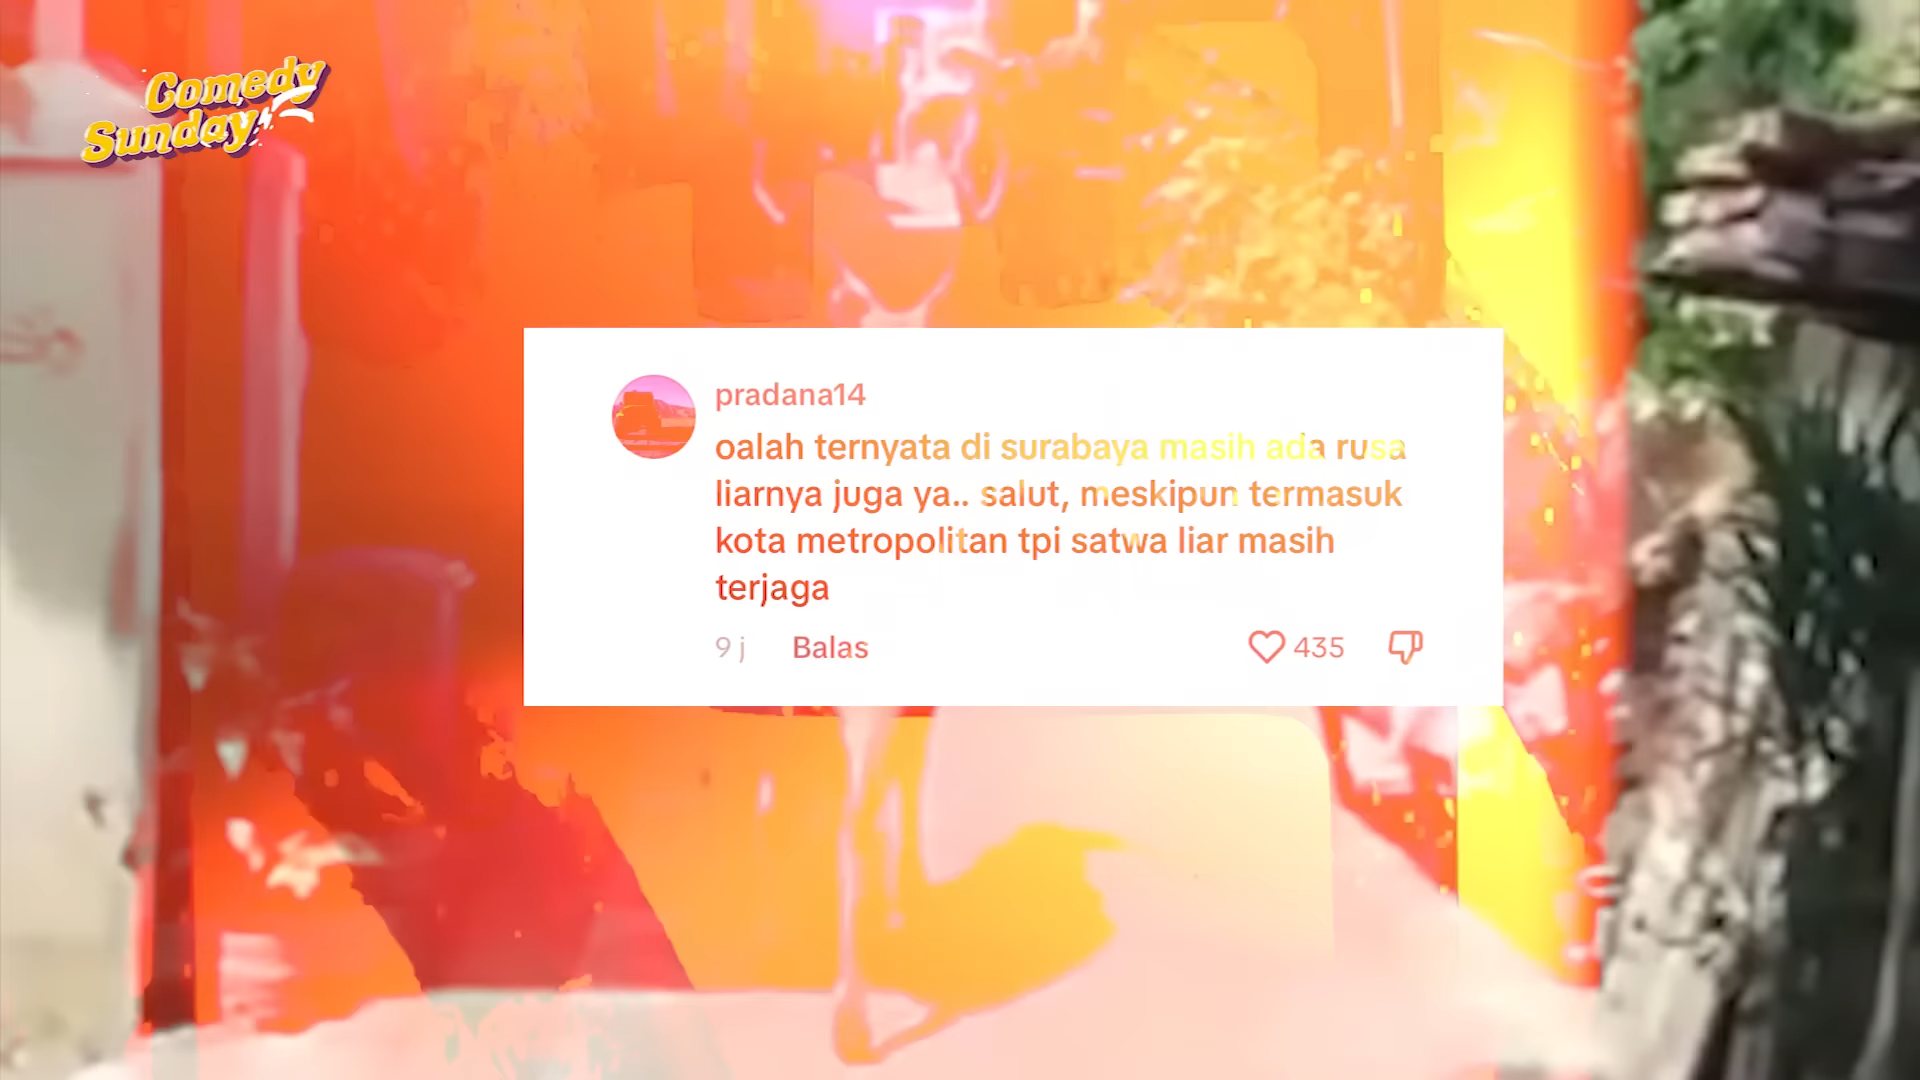 Comedy
Sunday
pradana14
oalah ternyata di surabaya masih ada rusa
liarnya juga ya.. salut, meskipun termasuk
kota metropolitan tpi satwa liar masih
terjaga
9 j Balas 435